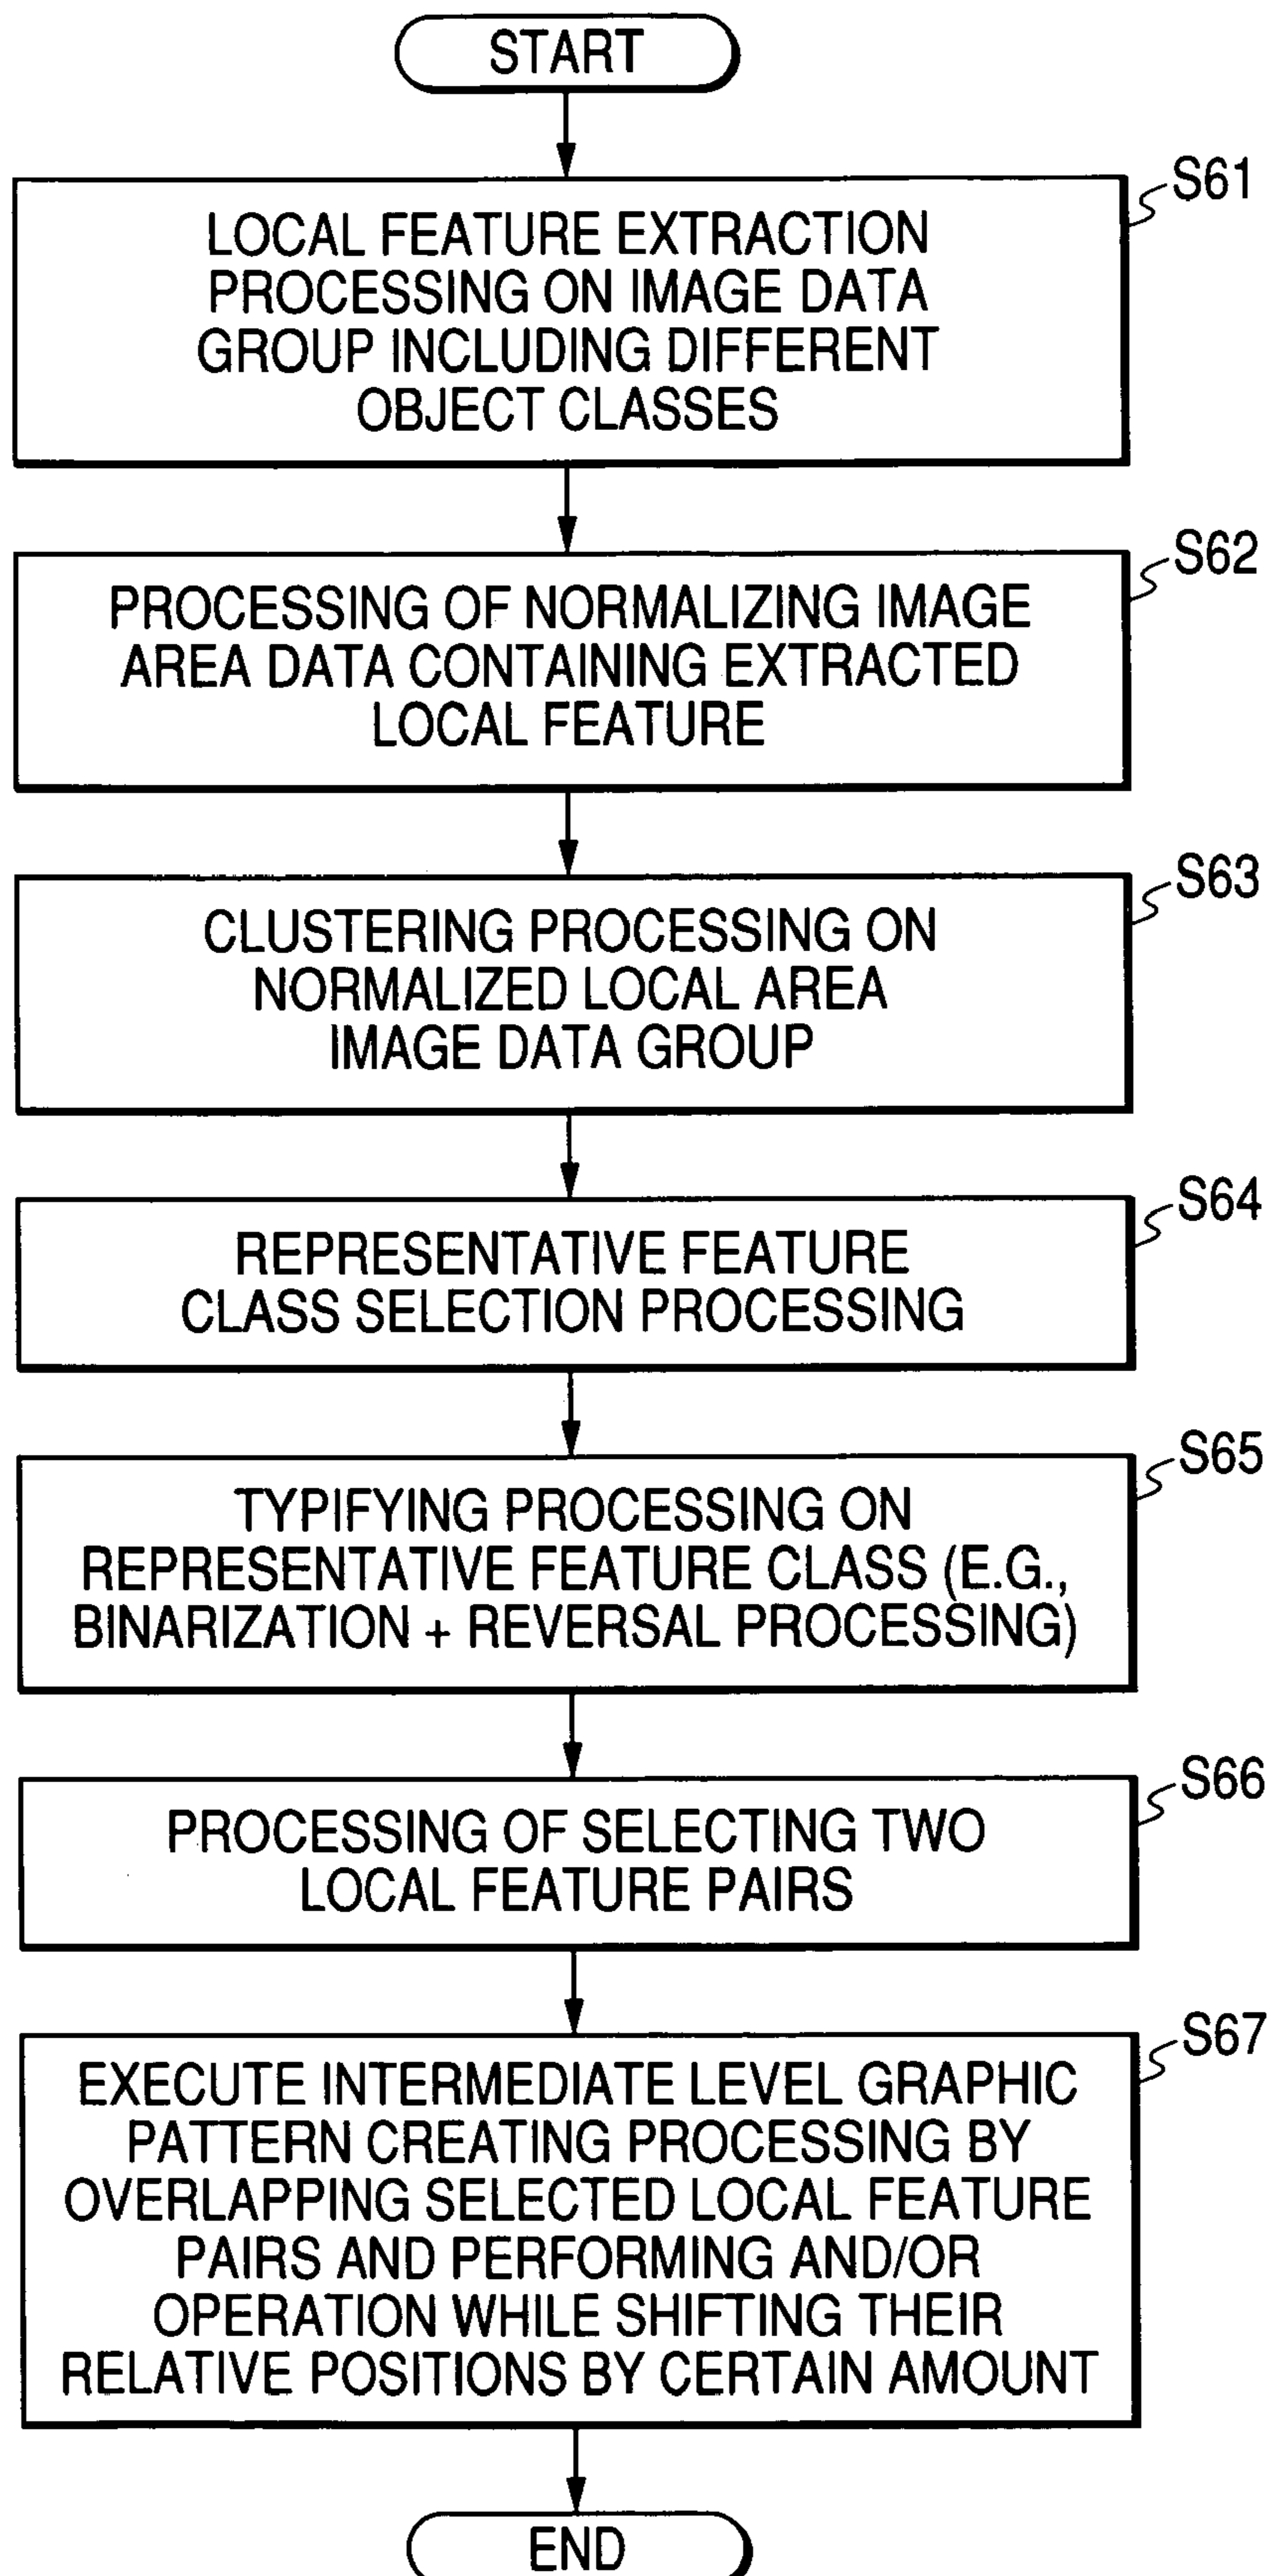 START
S61
LOCAL FEATURE EXTRACTION
PROCESSING ON IMAGE DATA
GROUP INCLUDING DIFFERENT
OBJECT CLASSES
S62
PROCESSING OF NORMALIZING IMAGE
AREA DATA CONTAINING EXTRACTED
LOCAL FEATURE
S63
CLUSTERING PROCESSING ON
NORMALIZED LOCAL AREA
IMAGE DATA GROUP
S64
REPRESENTATIVE FEATURE
CLASS SELECTION PROCESSING
S65
TYPIFYING PROCESSING ON
REPRESENTATIVE FEATURE CLASS (E.G.,
BINARIZATION + REVERSAL PROCESSING)
S66
PROCESSING OF SELECTING TWO
LOCAL FEATURE PAIRS
S67
EXECUTE INTERMEDIATE LEVEL GRAPHIC
PATTERN CREATING PROCESSING BY
OVERLAPPING SELECTED LOCAL FEATURE
PAIRS AND PERFORMING AND/OR
OPERATION WHILE SHIFTING THEIR
RELATIVE POSITIONS BY CERTAIN AMOUNT
END